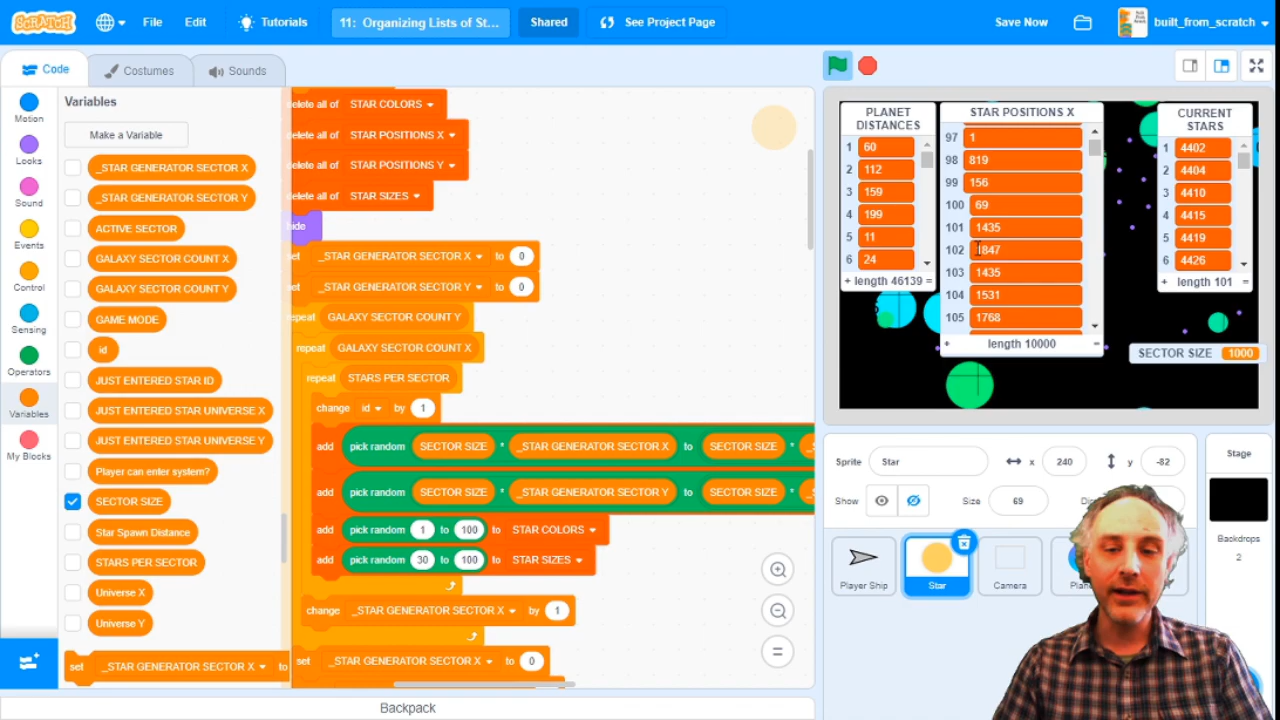 SCRATCH
File
Edit
Tutorials
11: Organizing Lists of St...
Shared
See Project Page
Save Now
built_from_scratch
Code
Costumes
Sounds
Motion
Looks
Sound
Events
Control
Sensing
Operators
Variables
My Blocks
Variables
Make a Variable
_STAR GENERATOR SECTOR X
_STAR GENERATOR SECTOR Y
ACTIVE SECTOR
GALAXY SECTOR COUNT X
GALAXY SECTOR COUNT Y
GAME MODE
id
JUST ENTERED STAR ID
JUST ENTERED STAR UNIVERSE X
JUST ENTERED STAR UNIVERSE Y
Player can enter system?
SECTOR SIZE
Star Spawn Distance
STARS PER SECTOR
Universe X
Universe Y
set _STAR GENERATOR SECTOR X to
delete all of STAR COLORS
delete all of STAR POSITIONS X
delete all of STAR POSITIONS Y
delete all of STAR SIZES
hide
set _STAR GENERATOR SECTOR X to 0
set _STAR GENERATOR SECTOR Y to 0
repeat GALAXY SECTOR COUNT Y
repeat GALAXY SECTOR COUNT X
repeat STARS PER SECTOR
change id by 1
add pick random SECTOR SIZE * _STAR GENERATOR SECTOR X to SECTOR SIZE *
add pick random SECTOR SIZE * _STAR GENERATOR SECTOR Y to SECTOR SIZE *
add pick random 1 to 100 to STAR COLORS
add pick random 30 to 100 to STAR SIZES
change _STAR GENERATOR SECTOR X by 1
set _STAR GENERATOR SECTOR X to 0
Backpack
PLANET
DISTANCES
1 60
2 112
3 159
4 199
5 11
6 24
+ length 46139 =
STAR POSITIONS X
97 1
98 819
99 156
100 69
101 1435
102 1847
103 1435
104 1531
105 1768
+ length 10000 =
CURRENT
STARS
1 4402
2 4404
3 4410
4 4415
5 4419
6 4426
+ length 101 =
SECTOR SIZE 1000
Sprite
Star
x
240
y
-82
Show
Size
69
Player Ship
Star
Camera
Stage
Backdrops
2